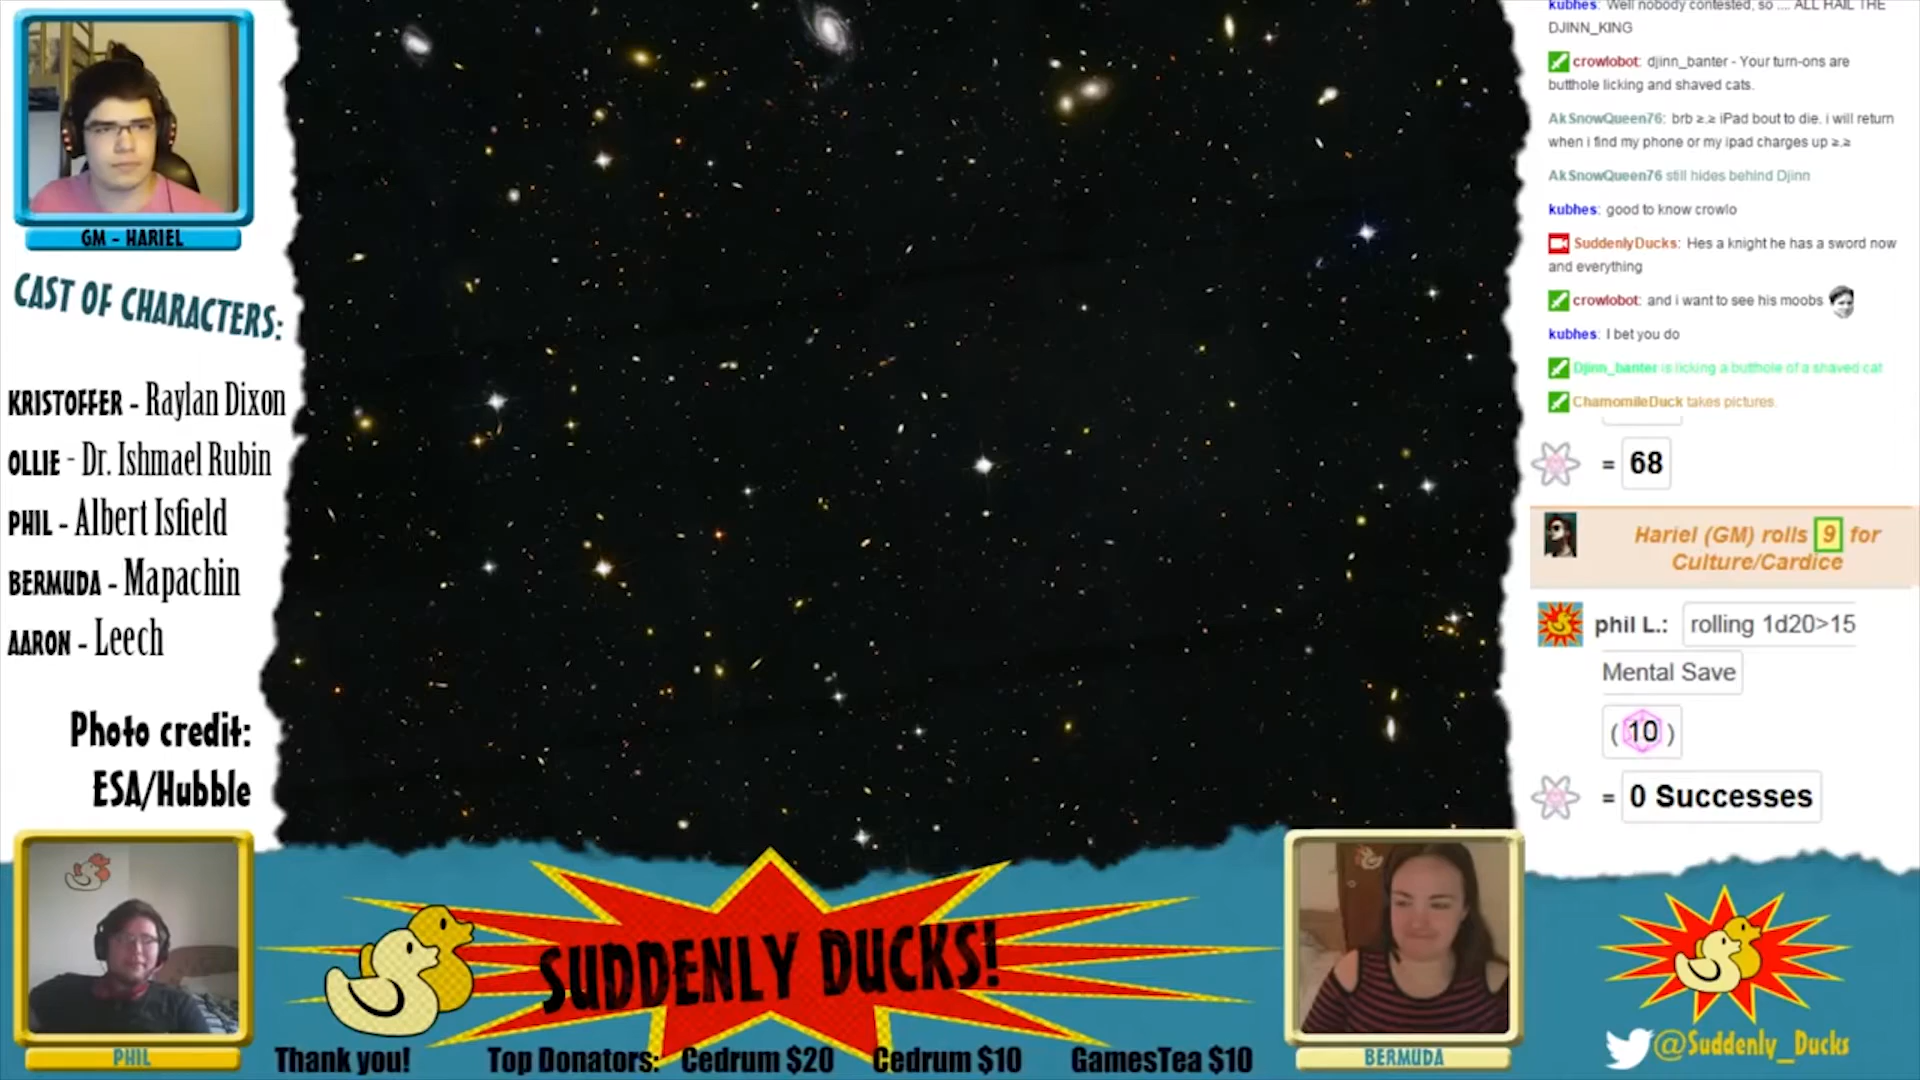 GM - HARIEL
CAST OF CHARACTERS:
KRISTOFFER - Raylan Dixon
OLLIE - Dr. Ishmael Rubin
PHIL - Albert Isfield
BERMUDA - Mapachin
AARON - Leech
Photo credit:
ESA/Hubble
PHIL
kubhes: Well nobody contested, so .... ALL HAIL THE
DJINN_KING
crowlobot: djinn_banter - Your turn-ons are
butthole licking and shaved cats.
AkSnowQueen76: brb ≥.≥ iPad bout to die. i will return
when i find my phone or my ipad charges up ≥.≥
AkSnowQueen76 still hides behind Djinn
kubhes: good to know crowlo
SuddenlyDucks: Hes a knight he has a sword now
and everything
crowlobot: and i want to see his moobs
kubhes: I bet you do
Djinn_banter is licking a butthole of a shaved cat
ChamomileDuck takes pictures.
= 68
Hariel (GM) rolls 9 for
Culture/Cardice
phil L.: rolling 1d20>15
Mental Save
(10)
= 0 Successes
SUDDENLY DUCKS!
BERMUDA
@Suddenly_Ducks
Thank you! Top Donators: Cedrum $20 Cedrum $10 GamesTea $10